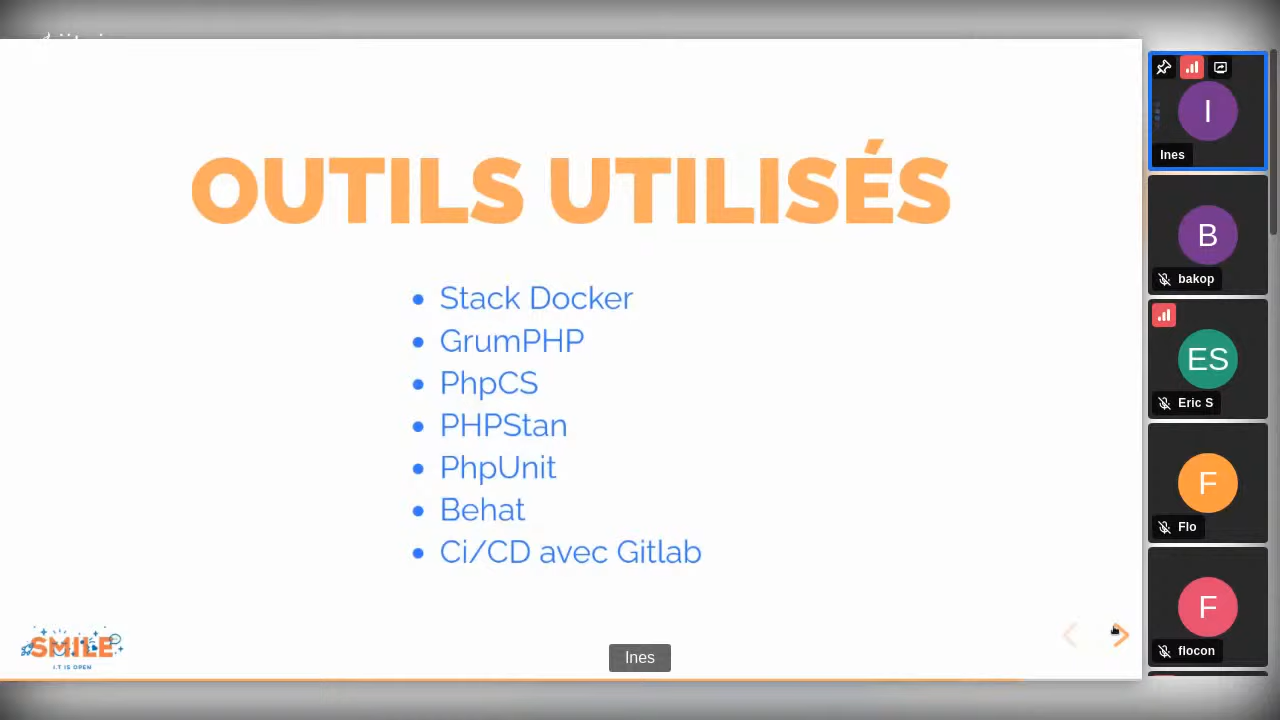 OUTILS UTILISÉS
Stack Docker
GrumPHP
PhpCS
PHPStan
PhpUnit
Behat
Ci/CD avec Gitlab
SMILE
I.T IS OPEN
Ines
I
Ines
B
bakop
ES
Eric S
F
Flo
F
flocon